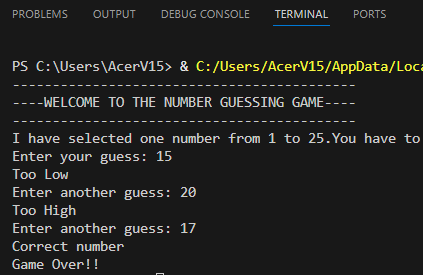 PROBLEMS OUTPUT DEBUG CONSOLE TERMINAL PORTS
PS C:\Users\AcerV15> & C:/Users/AcerV15/AppData/Loca
-------------------------------------------
----WELCOME TO THE NUMBER GUESSING GAME----
-------------------------------------------
I have selected one number from 1 to 25.You have to
Enter your guess: 15
Too Low
Enter another guess: 20
Too High
Enter another guess: 17
Correct number
Game Over!!